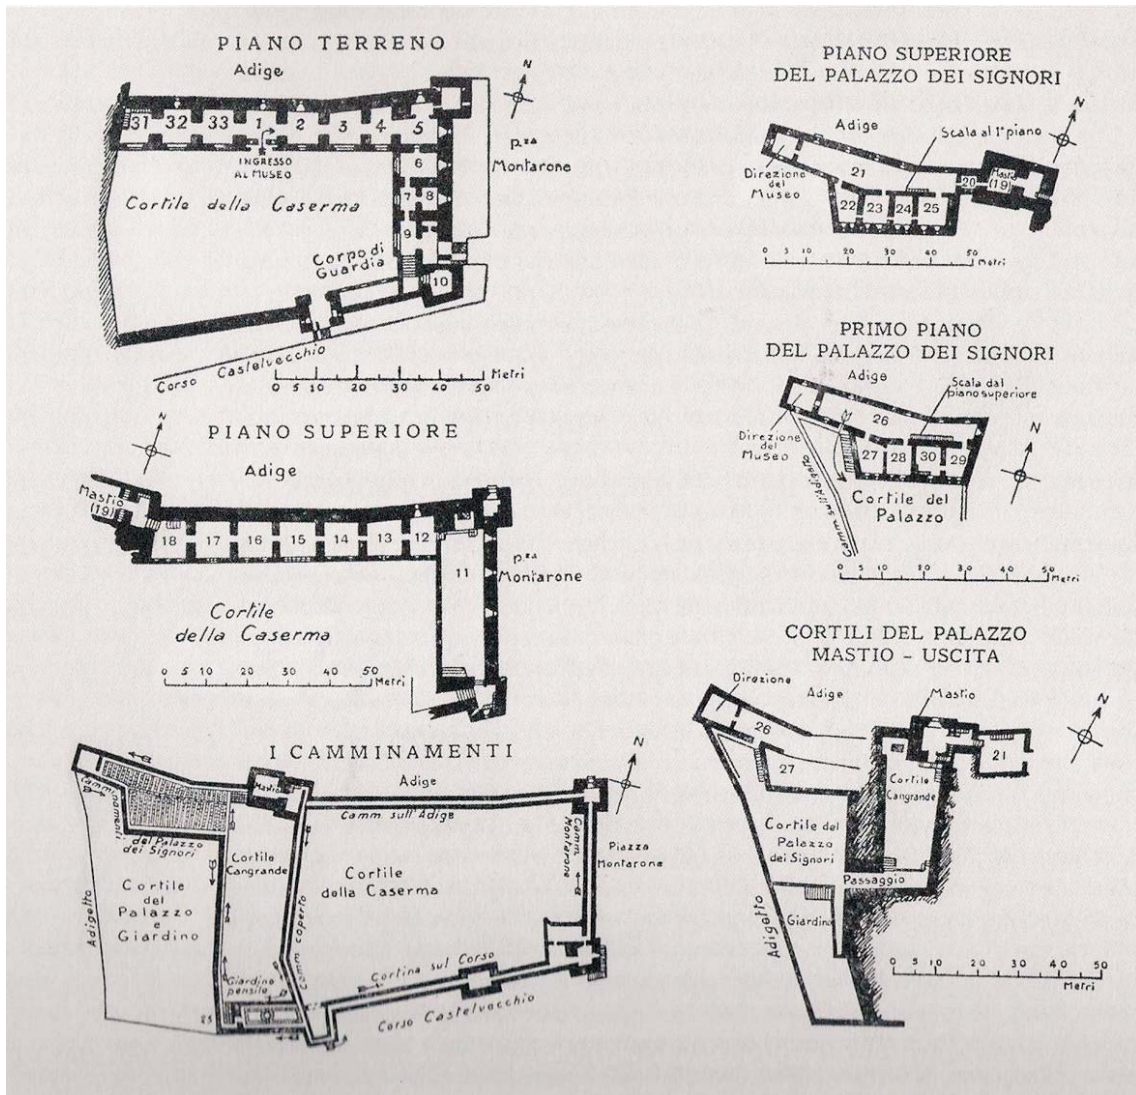 PIANO TERRENO
Adige
N
31 32 33 1 2 3 4 5
INGRESSO
AL MUSEO
6
7 8
9
10
P.za
Montarone
Cortile della Caserma
Corpo di
Guardia
Corso Castelvecchio
0 5 10 20 30 40 50
Metri
PIANO SUPERIORE
N
Adige
Mastio
(19)
18 17 16 15 14 13 12
11
P.za
Montarone
Cortile
della Caserma
0 5 10 20 30 40 50
Metri
I CAMMINAMENTI
Adige
N
Mastio
Camm. sull'Adige
Camminamenti
del Palazzo
dei Signori
Cortile
Cangrande
Cortile
della Caserma
Camm.
Montarone
Piazza
Montarone
Cortile
del
Palazzo
e
Giardino
Adigetto
Camm. coperto
Giardino
pensile
25
Cortina sul Corso
Corso Castelvecchio
PIANO SUPERIORE
DEL PALAZZO DEI SIGNORI
N
Adige
Scala al 1° piano
Direzione
del
Museo
21
20
Mastio
(19)
22 23 24 25
0 5 10 20 30 40 50
Metri
PRIMO PIANO
DEL PALAZZO DEI SIGNORI
Adige
Scala dal
piano superiore
N
26
Direzione
del
Museo
27 28 30 29
Camm. sull'Adigetto
Cortile del
Palazzo
0 5 10 20 30 40 50
Metri
CORTILI DEL PALAZZO
MASTIO - USCITA
Direzione
Adige
Mastio
N
26
27
21
Cortile
Cangrande
Cortile del
Palazzo
dei Signori
Passaggio
Giardino
Adigetto
0 5 10 20 30 40 50
Metri